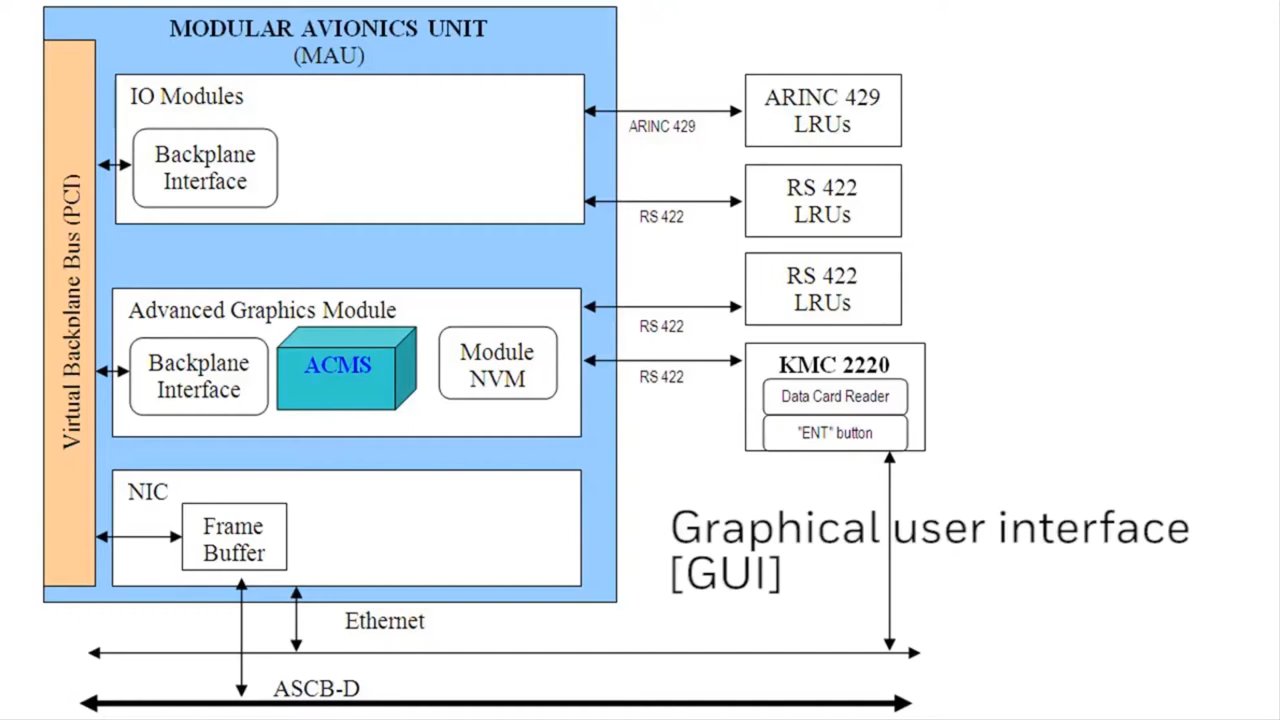 MODULAR AVIONICS UNIT
(MAU)
Virtual Backplane Bus (PCI)
IO Modules
Backplane
Interface
ARINC 429
ARINC 429
LRUs
RS 422
RS 422
LRUs
Advanced Graphics Module
Backplane
Interface
ACMS
Module
NVM
RS 422
RS 422
LRUs
RS 422
KMC 2220
Data Card Reader
"ENT" button
NIC
Frame
Buffer
Graphical user interface
[GUI]
Ethernet
ASCB-D